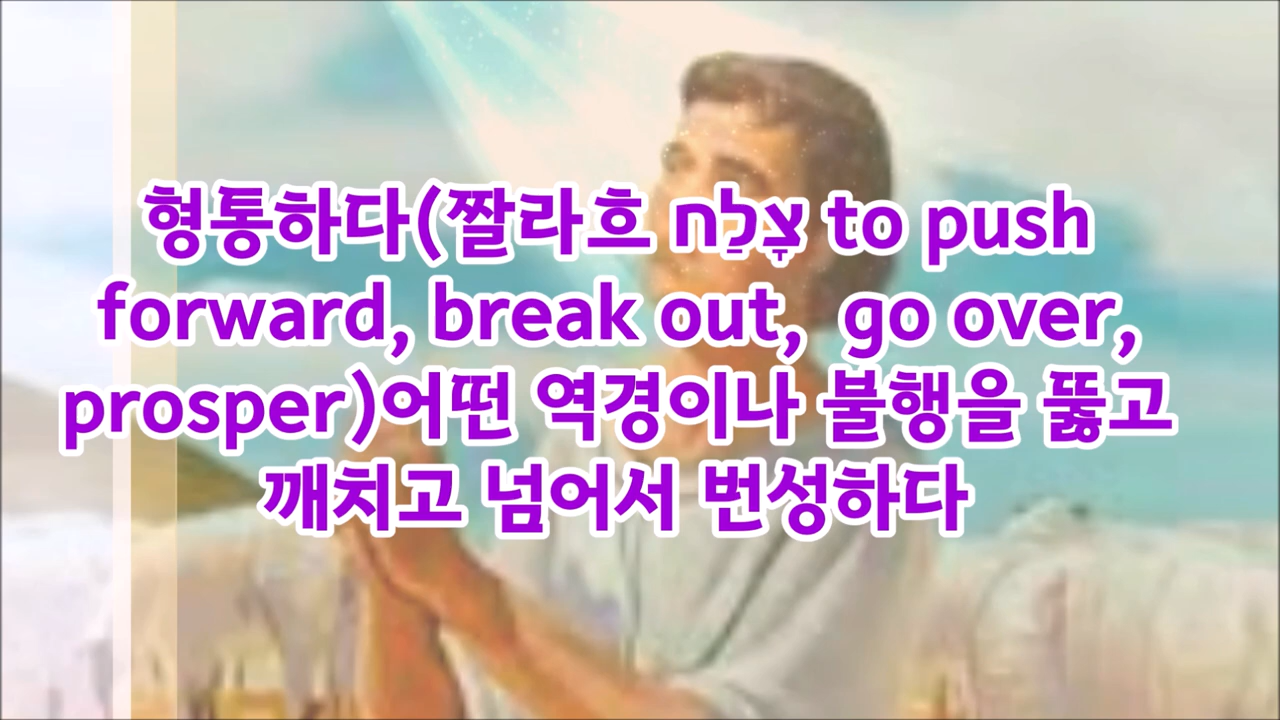 형통하다(짤라흐 צָלַח to push
forward, break out,  go over,
prosper)어떤 역경이나 불행을 뚫고
깨치고 넘어서 번성하다